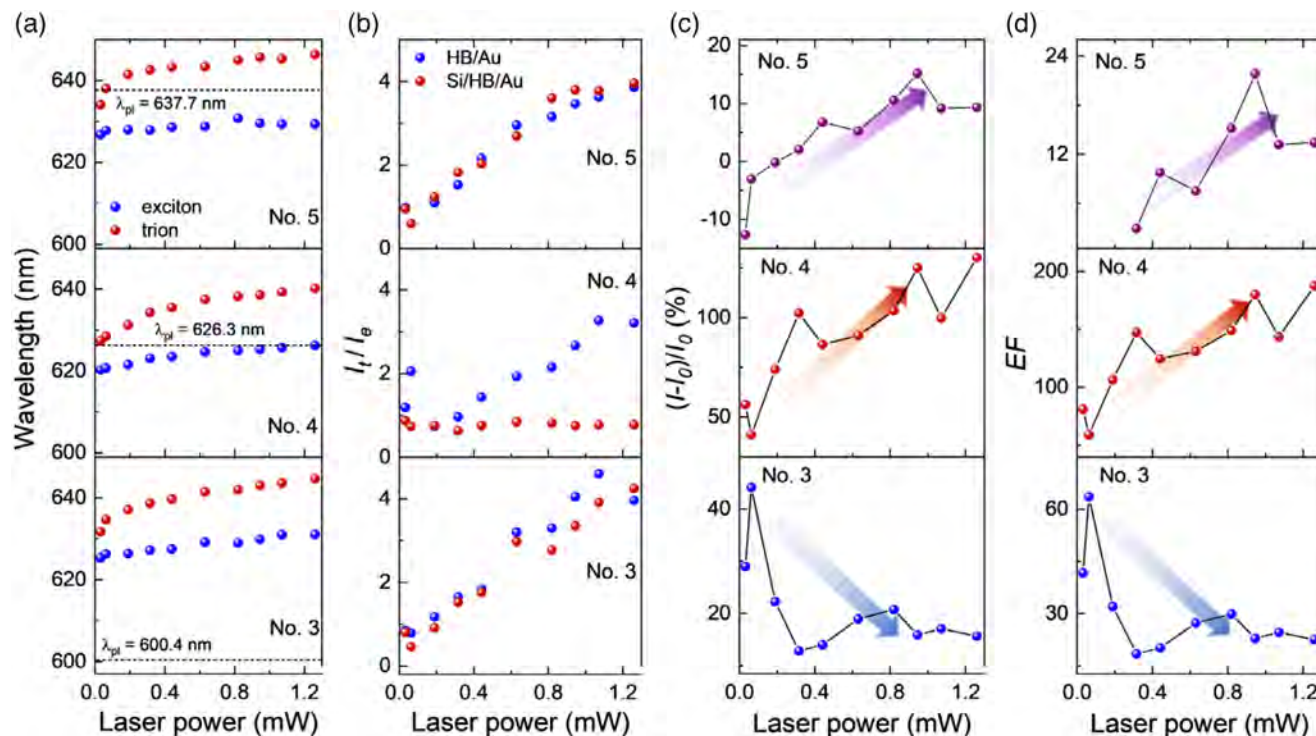 (a)
(b)
(c)
(d)
Wavelength (nm)
640
620
600
640
620
600
640
620
600
λpl = 637.7 nm
exciton
trion
No. 5
λpl = 626.3 nm
No. 4
No. 3
λpl = 600.4 nm
0.0 0.4 0.8 1.2
Laser power (mW)
It / Ie
4
2
0
4
2
0
4
2
0
HB/Au
Si/HB/Au
No. 5
No. 4
No. 3
0.0 0.4 0.8 1.2
Laser power (mW)
(I-I0)/I0 (%)
20
10
0
-10
100
50
40
20
No. 5
No. 4
No. 3
0.0 0.4 0.8 1.2
Laser power (mW)
EF
24
12
200
100
60
30
No. 5
No. 4
No. 3
0.0 0.4 0.8 1.2
Laser power (mW)